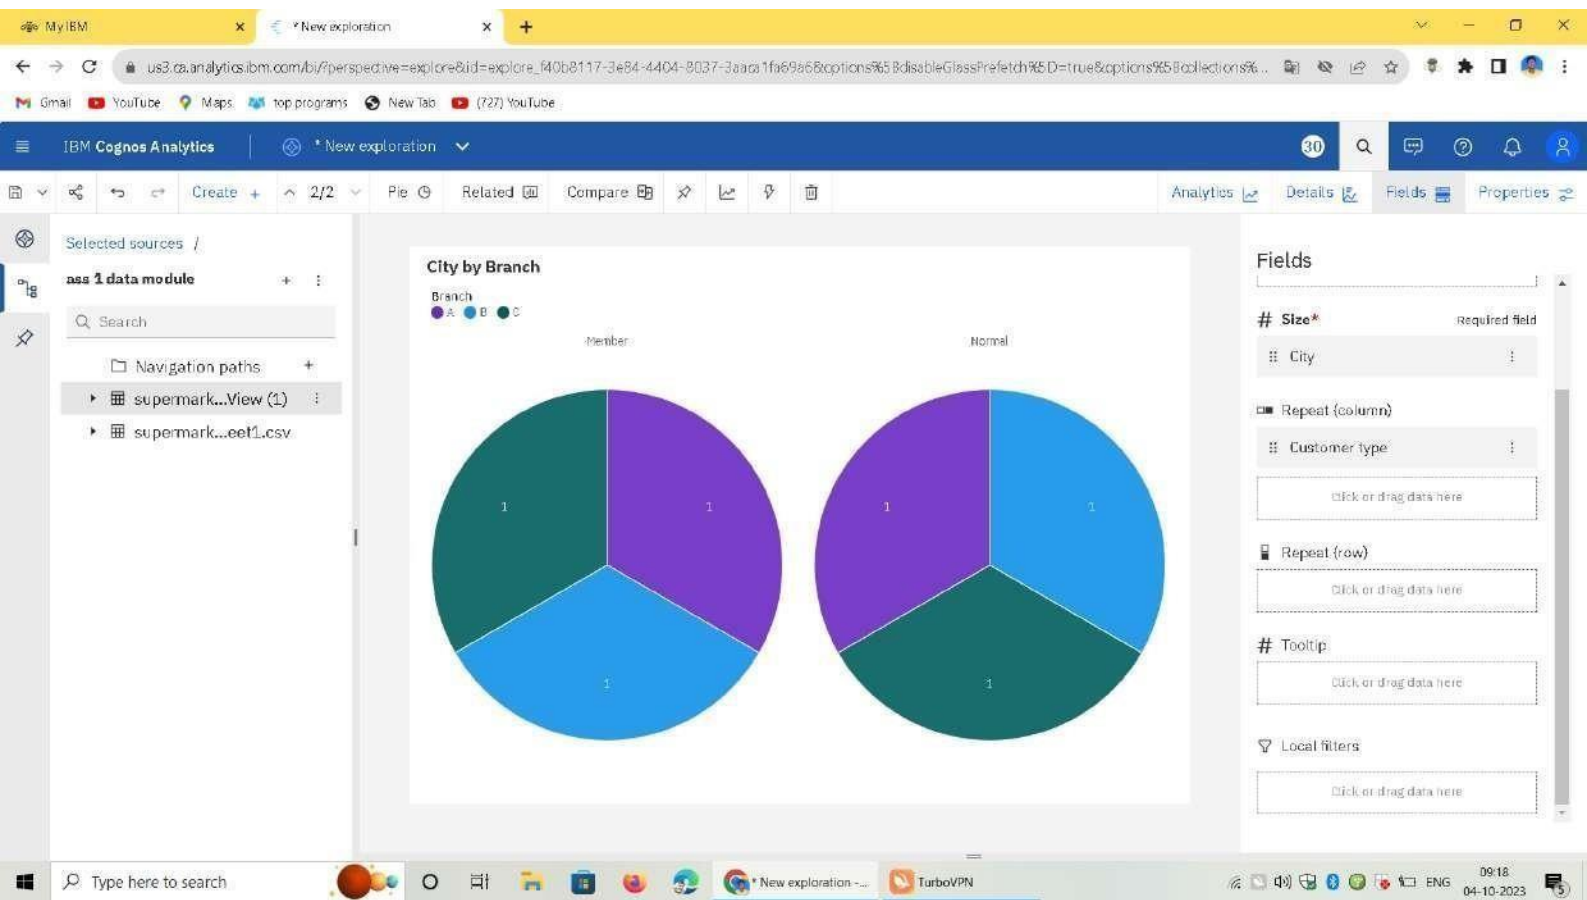 My IBM
* New exploration
us3.ca.analytics.ibm.com/bi/?perspective=explore&id=explore_f40b8117-3e84-4404-8037-3aaca1fa69a6&options%5BdisableGlassPrefetch%5D=true&options%5Bcollections%...
Gmail YouTube Maps top programs New Tab (727) YouTube
IBM Cognos Analytics * New exploration 30
Create + 2/2 Pie Related Compare Analytics Details Fields Properties
Selected sources /
ass 1 data module
Search
Navigation paths
supermark...View (1)
supermark...eet1.csv
City by Branch
Branch
A B C
Member Normal
1 1 1 1
1 1
Fields
# Size* Required field
City
Repeat (column)
Customer type
Click or drag data here
Repeat (row)
Click or drag data here
# Tooltip
Click or drag data here
Local filters
Click or drag data here
Type here to search
* New exploration -...
TurboVPN
ENG
09:18
04-10-2023
5